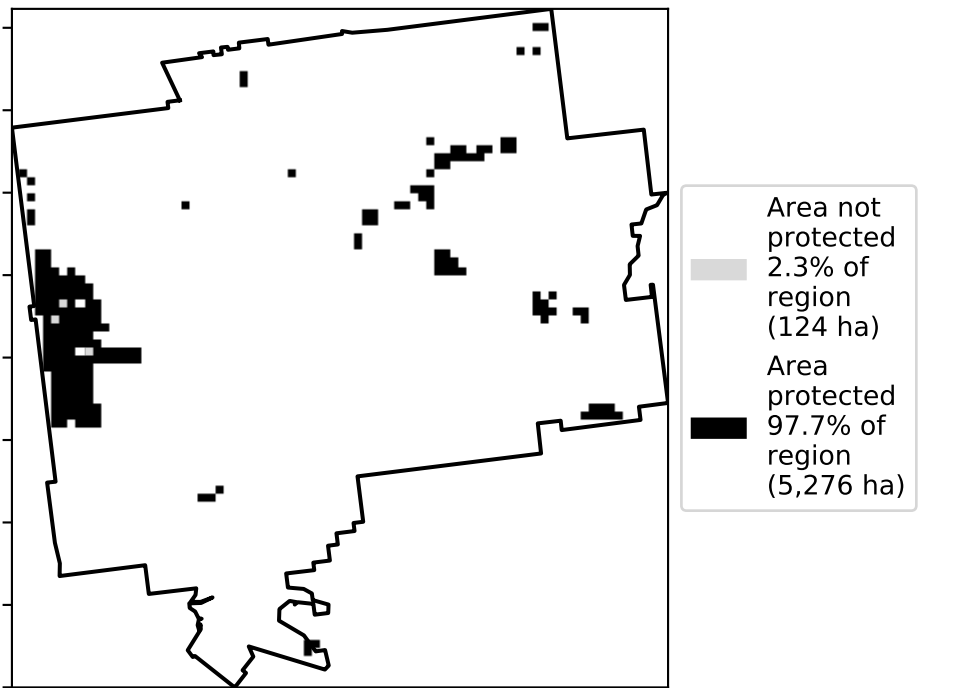 Area not
protected
2.3% of
region
(124 ha)
Area
protected
97.7% of
region
(5,276 ha)